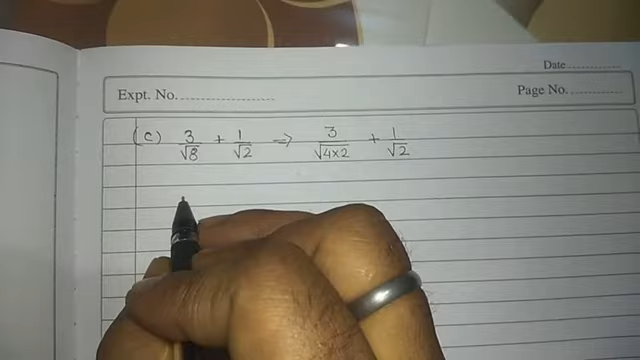 Date
Expt. No.
Page No.
(c) 3/√8 + 1/√2 => 3/√(4×2) + 1/√2